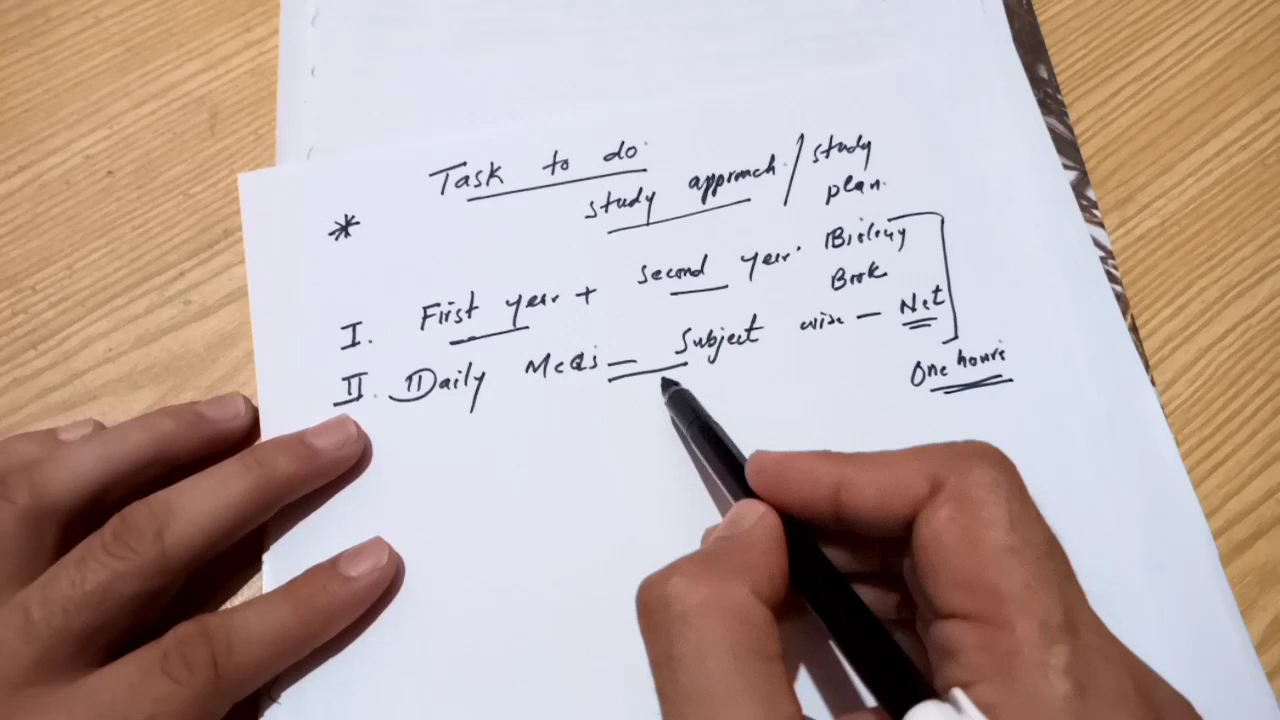 Task to do.
* study approach / study plan.
I. First year + second year. Biology Book
II. Daily McQs — Subject wise — Net
One hours